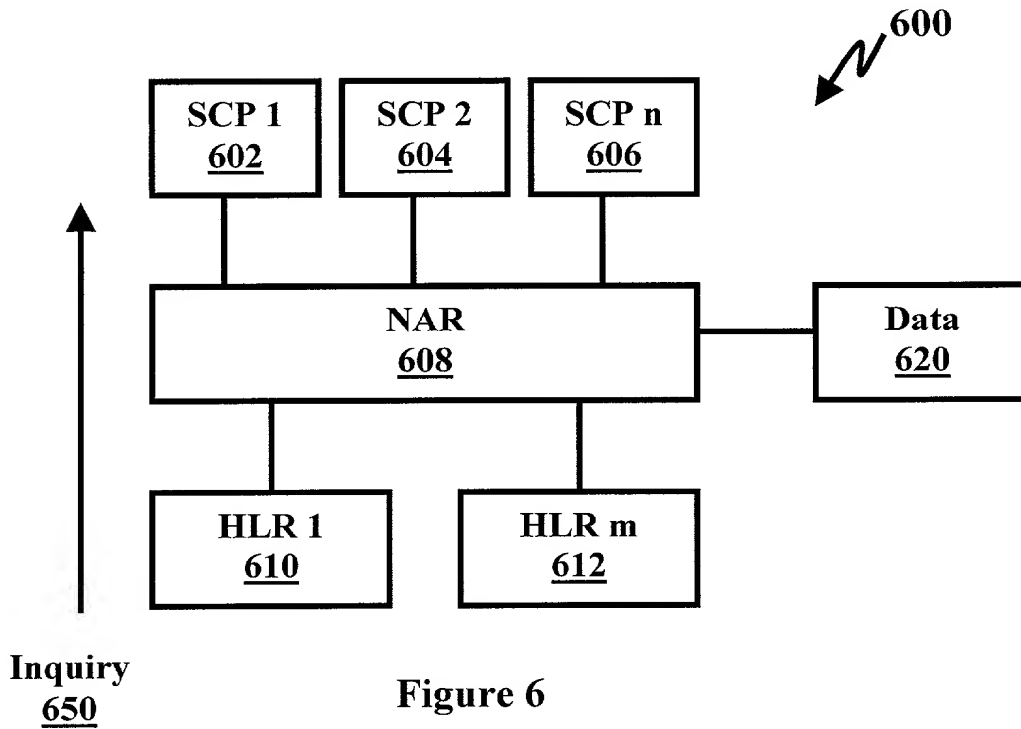 600
SCP 1
602
SCP 2
604
SCP n
606
NAR
608
Data
620
HLR 1
610
HLR m
612
Inquiry
650
Figure 6